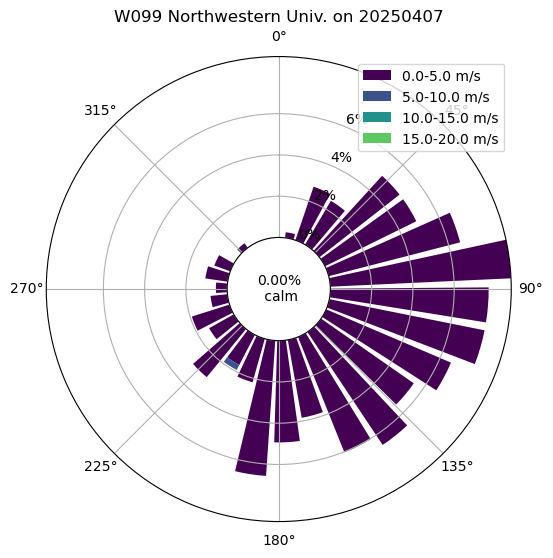 W099 Northwestern Univ. on 20250407
0°
0.0-5.0 m/s
5.0-10.0 m/s
10.0-15.0 m/s
15.0-20.0 m/s
315°
45°
6%
4%
2%
0%
0.00%
calm
270°
90°
225°
135°
180°